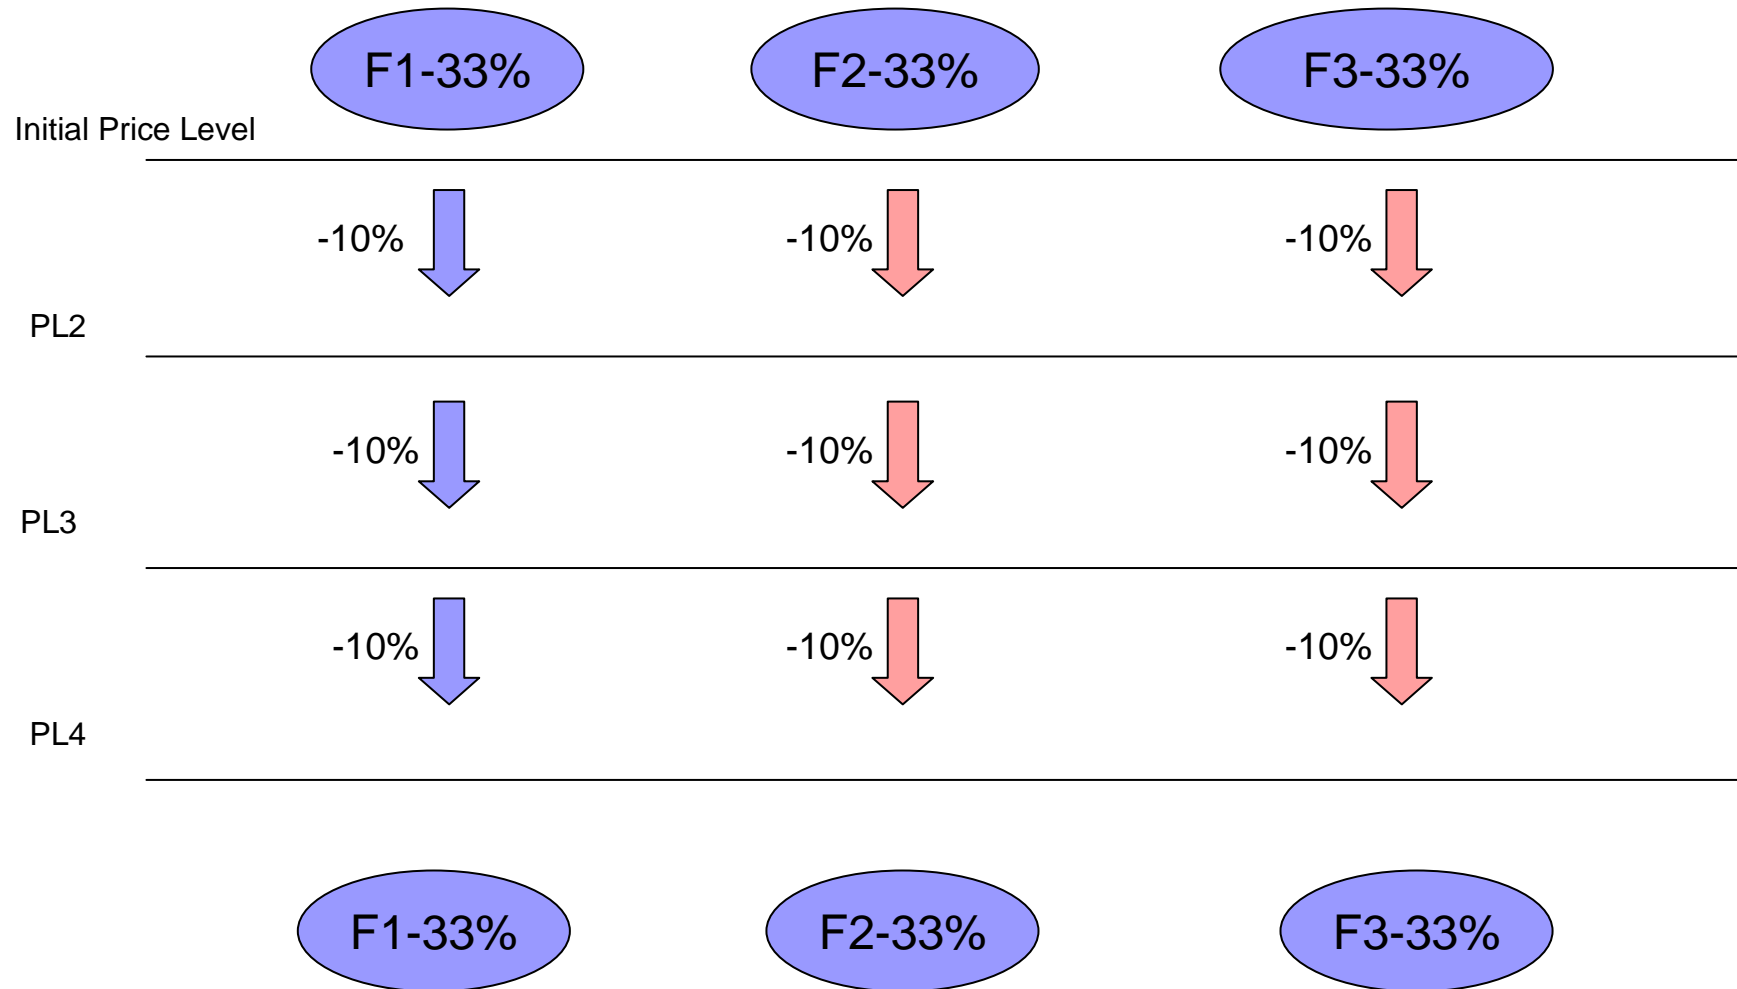 F1-33% F2-33% F3-33%
Initial Price Level
-10% -10% -10%
PL2
-10% -10% -10%
PL3
-10% -10% -10%
PL4
F1-33% F2-33% F3-33%